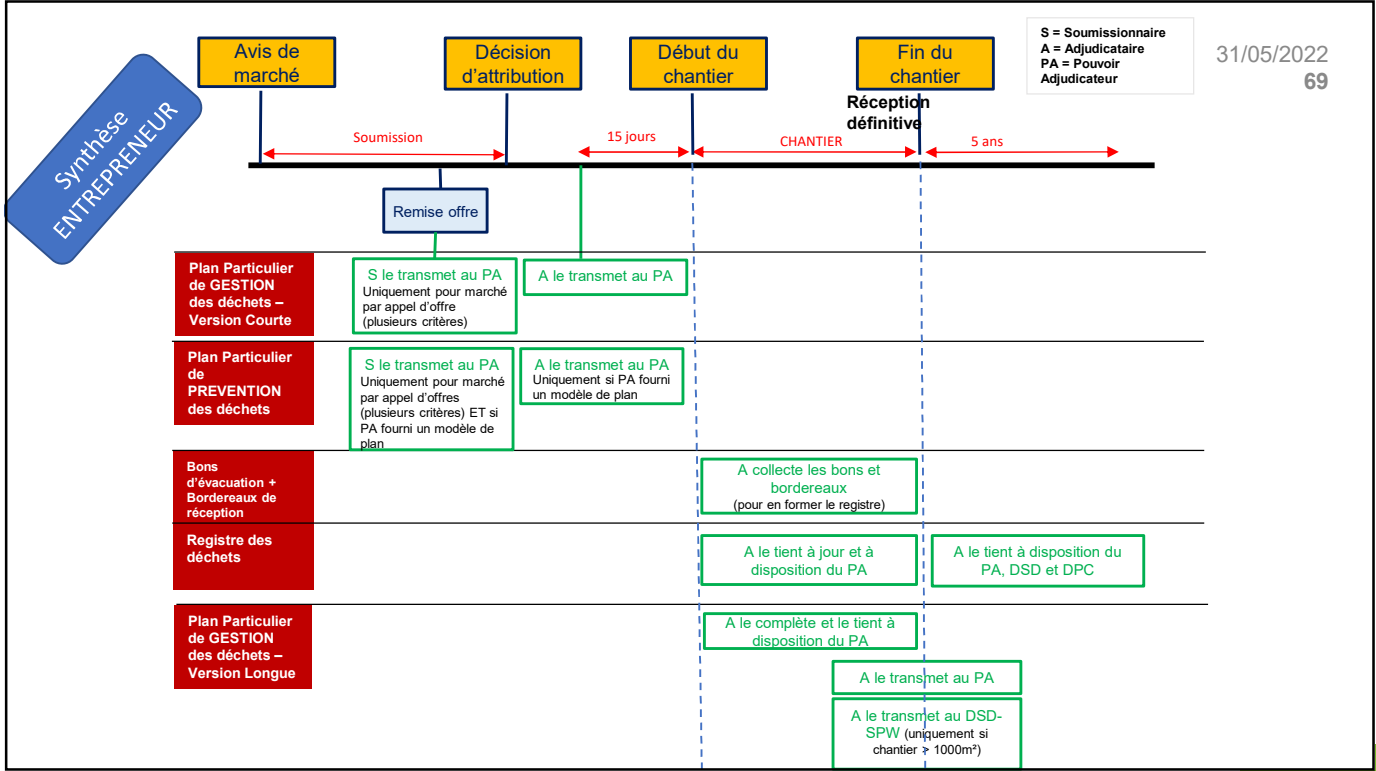 Synthèse
ENTREPRENEUR
Avis de
marché
Décision
d'attribution
Début du
chantier
Fin du
chantier
S = Soumissionnaire
A = Adjudicataire
PA = Pouvoir
Adjudicateur
31/05/2022
69
Réception
définitive
Soumission
15 jours
CHANTIER
5 ans
Remise offre
Plan Particulier
de GESTION
des déchets –
Version Courte
S le transmet au PA
Uniquement pour marché
par appel d'offre
(plusieurs critères)
A le transmet au PA
Plan Particulier
de
PREVENTION
des déchets
S le transmet au PA
Uniquement pour marché
par appel d'offres
(plusieurs critères) ET si
PA fourni un modèle de
plan
A le transmet au PA
Uniquement si PA fourni
un modèle de plan
Bons
d'évacuation +
Bordereaux de
réception
A collecte les bons et
bordereaux
(pour en former le registre)
Registre des
déchets
A le tient à jour et à
disposition du PA
A le tient à disposition du
PA, DSD et DPC
Plan Particulier
de GESTION
des déchets –
Version Longue
A le complète et le tient à
disposition du PA
A le transmet au PA
A le transmet au DSD-
SPW (uniquement si
chantier > 1000m²)